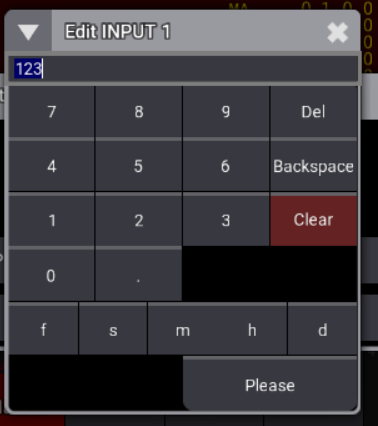 Edit INPUT 1
123
7 8 9 Del
4 5 6 Backspace
1 2 3 Clear
0 .
f s m h d
Please